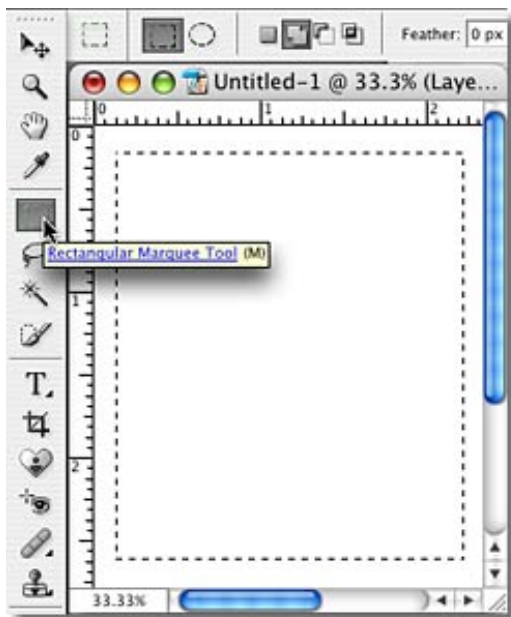 Feather: 0 px
Untitled-1 @ 33.3% (Laye...
0 1 2
0
Rectangular Marquee Tool (M)
1
T
2
33.33%